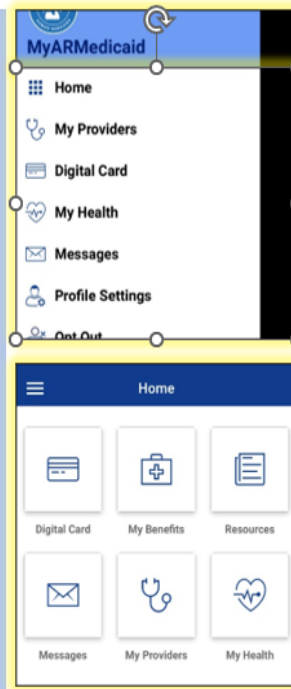 MyARMedicaid
Home
My Providers
Digital Card
My Health
Messages
Profile Settings
Opt Out
Home
Digital Card My Benefits Resources
Messages My Providers My Health